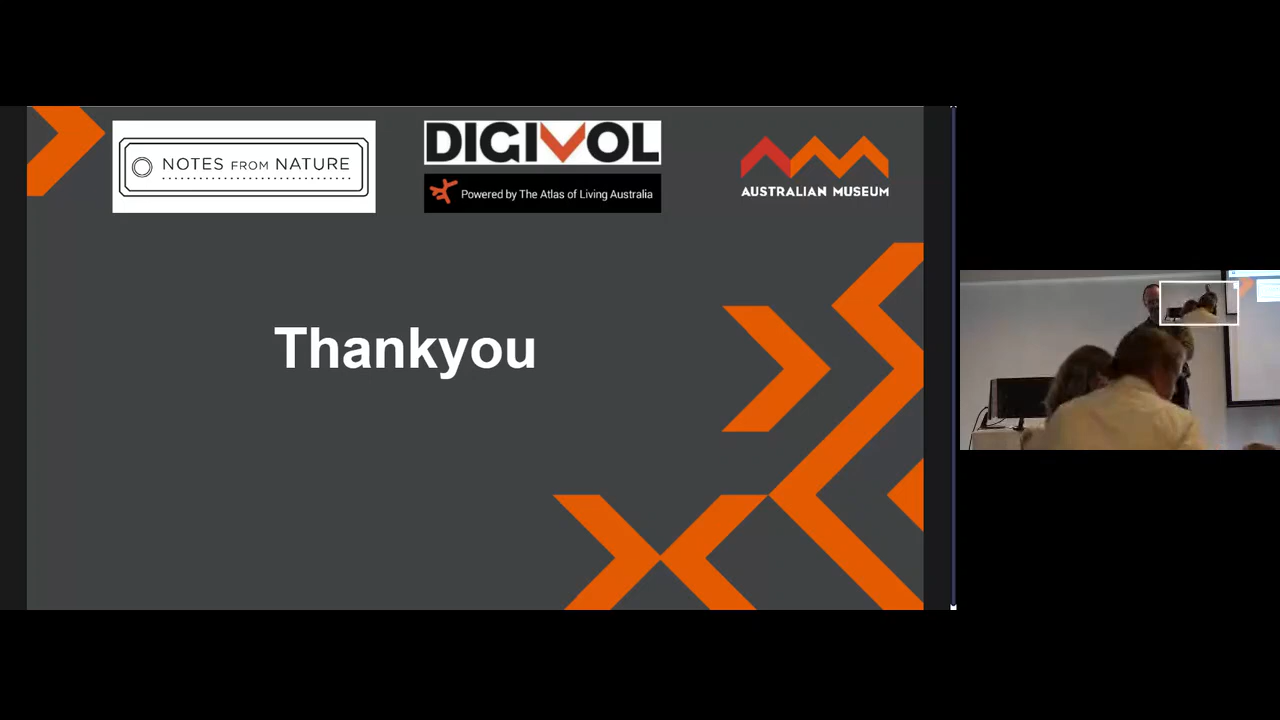 NOTES FROM NATURE
DIGIVOL
Powered by The Atlas of Living Australia
AUSTRALIAN MUSEUM
Thankyou